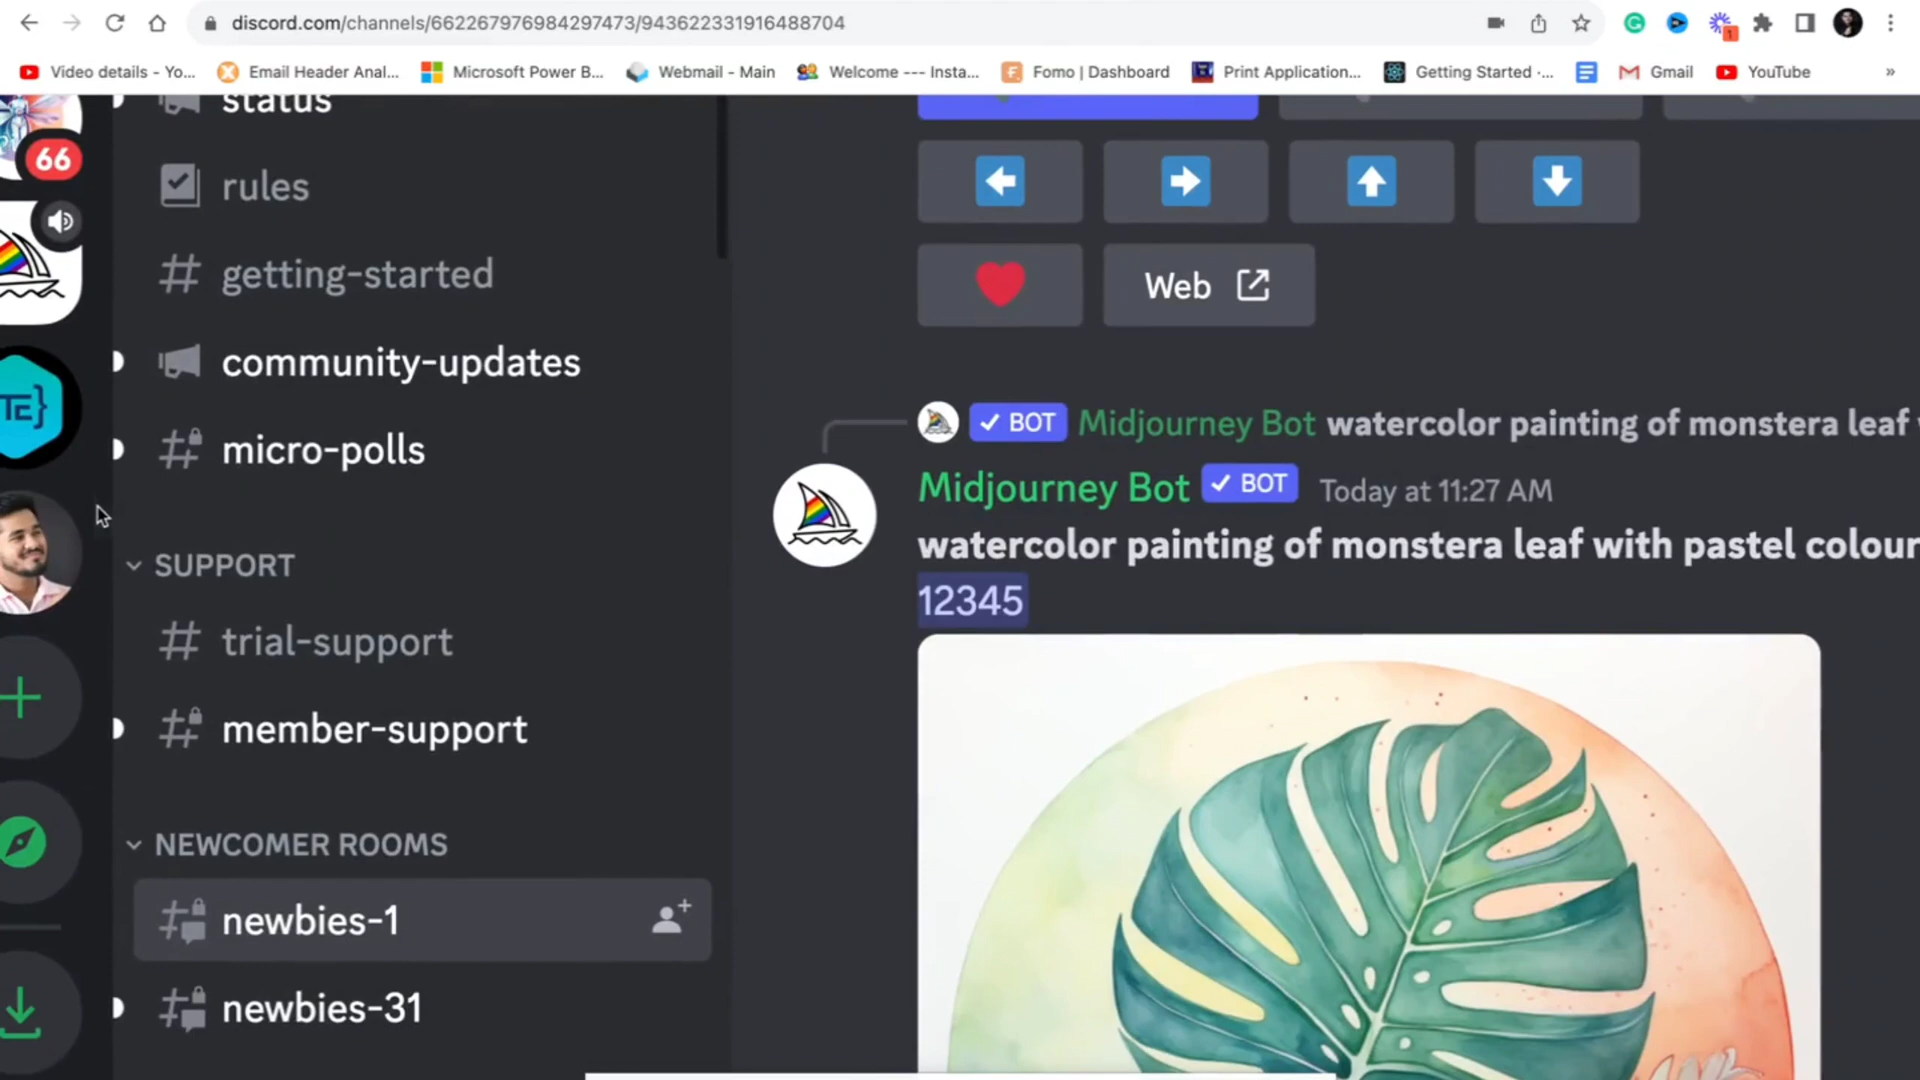 discord.com/channels/662267976984297473/943622331916488704
1
Video details - Yo...
Email Header Anal...
Microsoft Power B...
Webmail - Main
Welcome --- Insta...
Fomo | Dashboard
Print Application...
Getting Started -...
Gmail
YouTube
»
66
TE}
status
rules
getting-started
community-updates
micro-polls
SUPPORT
trial-support
member-support
NEWCOMER ROOMS
newbies-1
newbies-31
Web
BOT Midjourney Bot watercolor painting of monstera leaf
Midjourney Bot BOT Today at 11:27 AM
watercolor painting of monstera leaf with pastel colour
12345